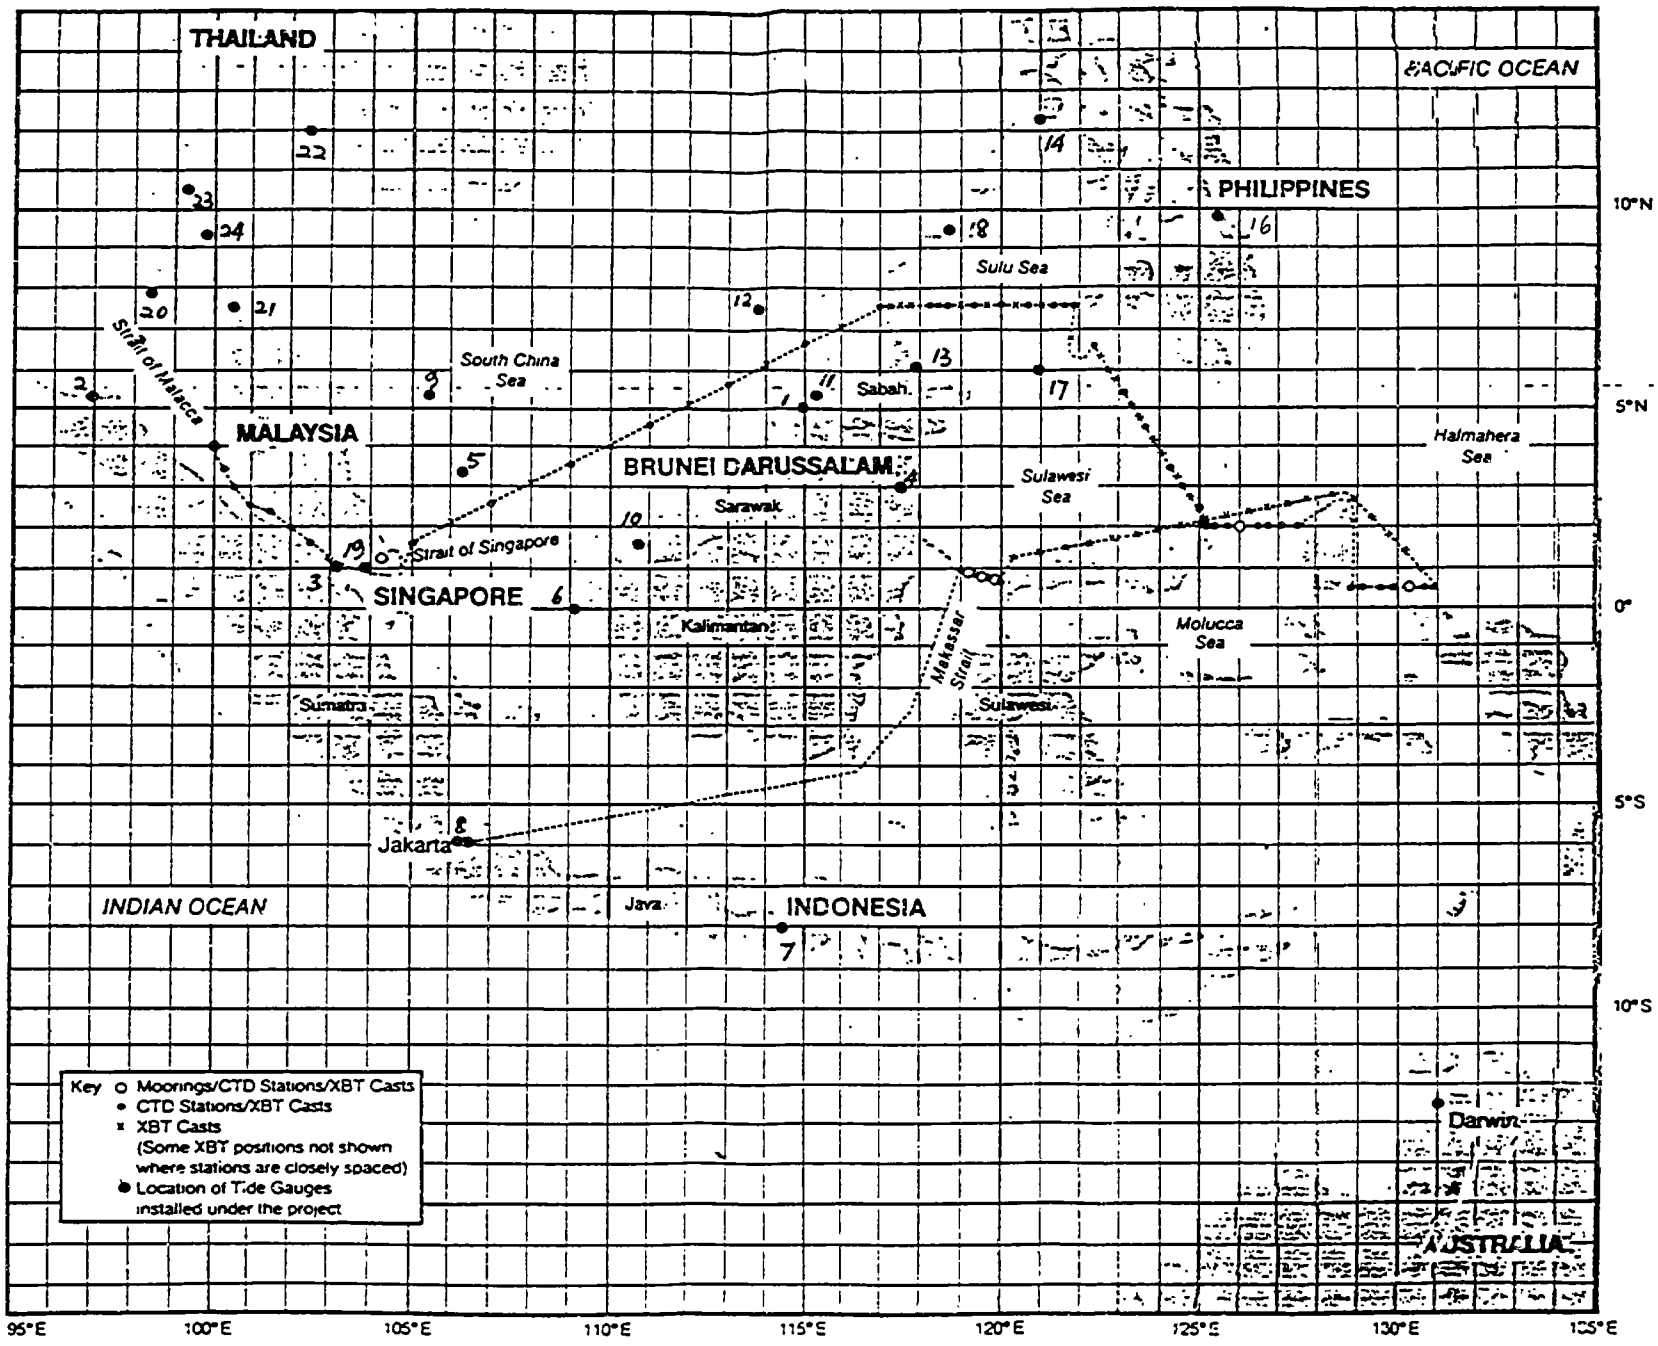 THAILAND
PACIFIC OCEAN
22
14
23
PHILIPPINES
10°N
24
18
16
Sulu Sea
20
21
12
Strait of Malacca
South China
Sea
2
9
13
11
Sabah
17
1
5°N
MALAYSIA
Halmahera
Sea
5
BRUNEI DARUSSALAM
4
Sulawesi
Sea
Sarawak
10
19
Strait of Singapore
3
SINGAPORE
6
0°
Kalimantan
Molucca
Sea
Makassar
Strait
Sumatra
Sulawesi
5°S
8
Jakarta
INDIAN OCEAN
Java
INDONESIA
7
10°S
Key
Moorings/CTD Stations/XBT Casts
CTD Stations/XBT Casts
x XBT Casts
(Some XBT positions not shown
where stations are closely spaced)
Location of Tide Gauges
installed under the project
Darwin
AUSTRALIA
95°E 100°E 105°E 110°E 115°E 120°E 125°E 130°E 135°E